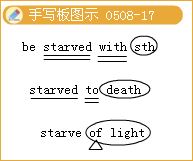 手写板图示 0508-17
be starved with sth
starved to death
starve of light